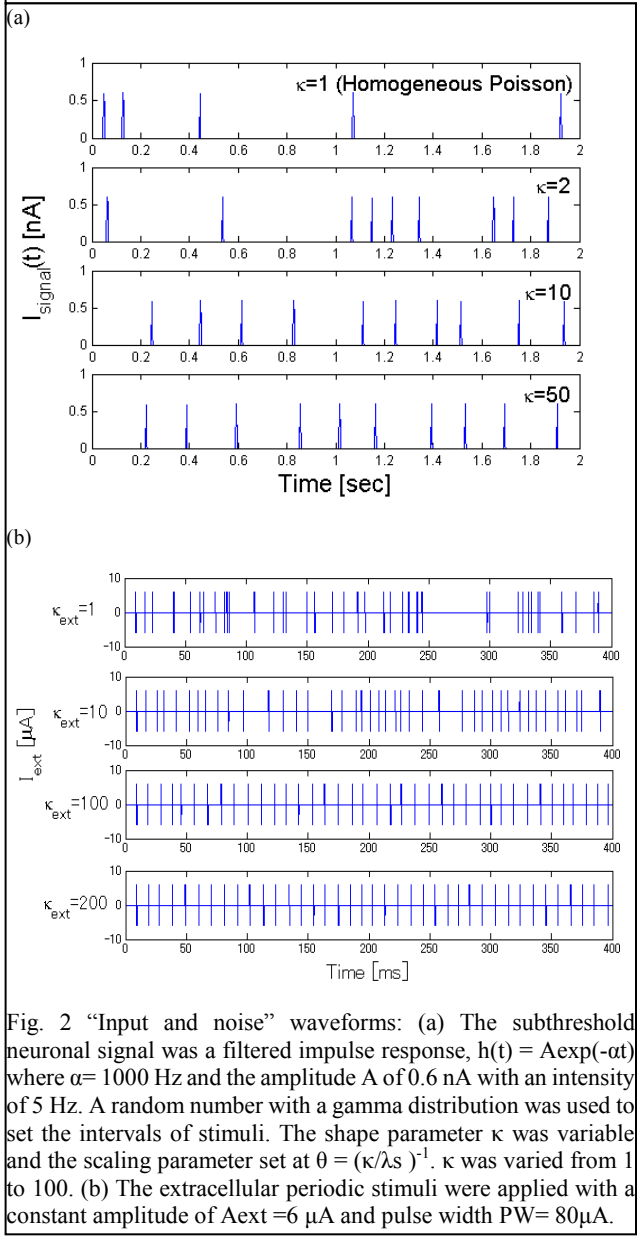 (a)
1
0.5
0
κ=1 (Homogeneous Poisson)
0 0.2 0.4 0.6 0.8 1 1.2 1.4 1.6 1.8 2
1
0.5
0
κ=2
0 0.2 0.4 0.6 0.8 1 1.2 1.4 1.6 1.8 2
I_signal(t) [nA]
1
0.5
0
κ=10
0 0.2 0.4 0.6 0.8 1 1.2 1.4 1.6 1.8 2
1
0.5
0
κ=50
0 0.2 0.4 0.6 0.8 1 1.2 1.4 1.6 1.8 2
Time [sec]
(b)
10
κ_ext=1 0
-10
0 50 100 150 200 250 300 350 400
10
κ_ext=10 0
-10
0 50 100 150 200 250 300 350 400
I_ext [µA]
10
κ_ext=100 0
-10
0 50 100 150 200 250 300 350 400
10
κ_ext=200 0
-10
0 50 100 150 200 250 300 350 400
Time [ms]
Fig. 2 “Input and noise” waveforms: (a) The subthreshold
neuronal signal was a filtered impulse response, h(t) = Aexp(-αt)
where α= 1000 Hz and the amplitude A of 0.6 nA with an intensity
of 5 Hz. A random number with a gamma distribution was used to
set the intervals of stimuli. The shape parameter κ was variable
and the scaling parameter set at θ = (κ/λs )-1. κ was varied from 1
to 100. (b) The extracellular periodic stimuli were applied with a
constant amplitude of Aext =6 µA and pulse width PW= 80µA.